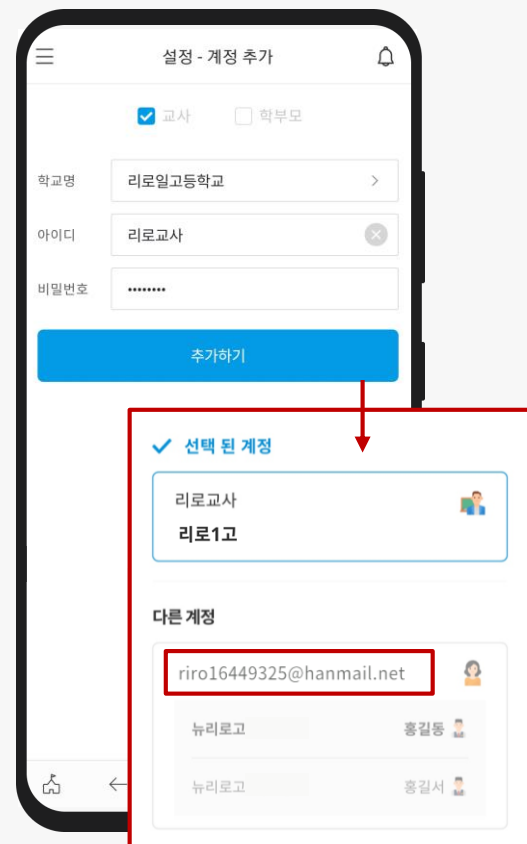 설정 - 계정 추가
교사 학부모
학교명 리로일고등학교
아이디 리로교사
비밀번호 ••••••••
추가하기
선택 된 계정
리로교사
리로1고
다른 계정
riro16449325@hanmail.net
뉴리로고 홍길동
뉴리로고 홍길서